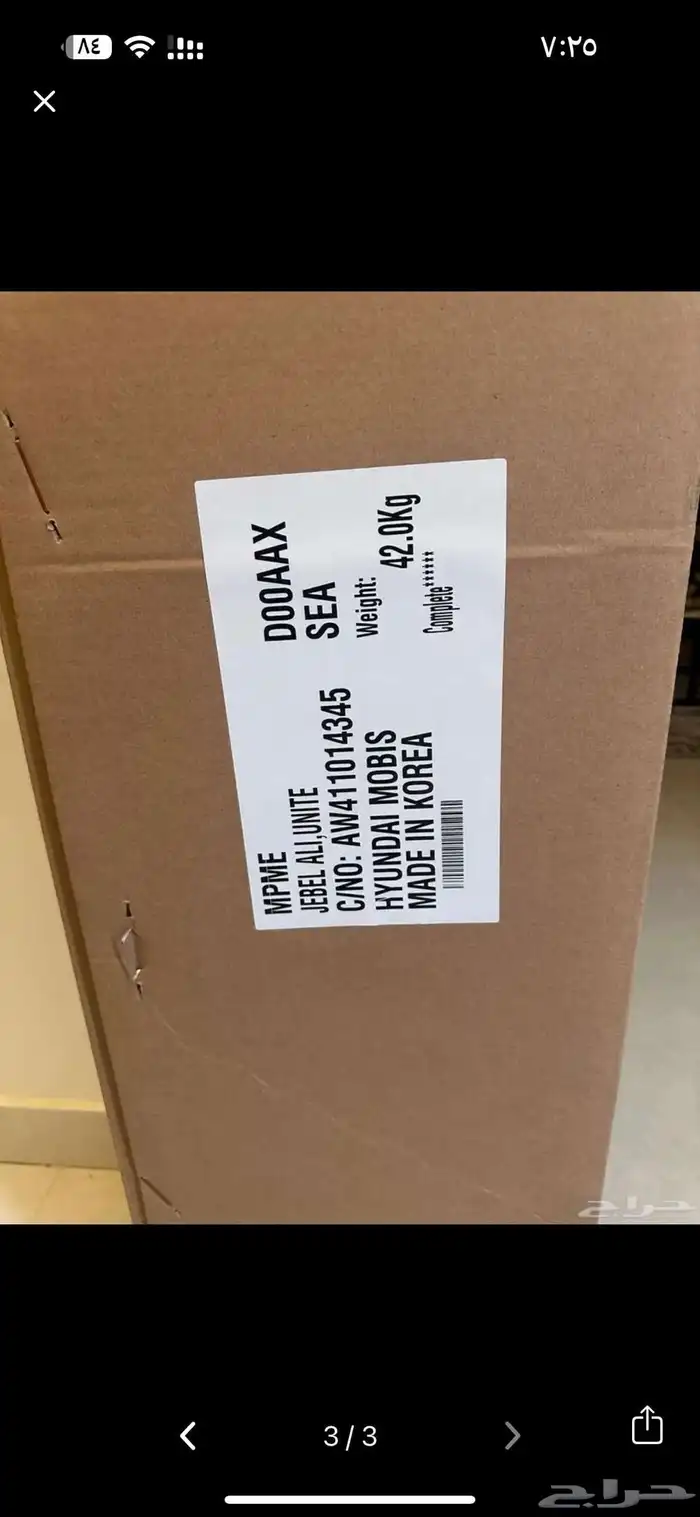 ٨٤
٧:٢٥
MPME
D00AAX
JEBEL ALI,UNITE
SEA
C/NO: AW411014345
Weight:
HYUNDAI MOBIS
42.0Kg
MADE IN KOREA
Complete******
حراج
3 / 3
حراج